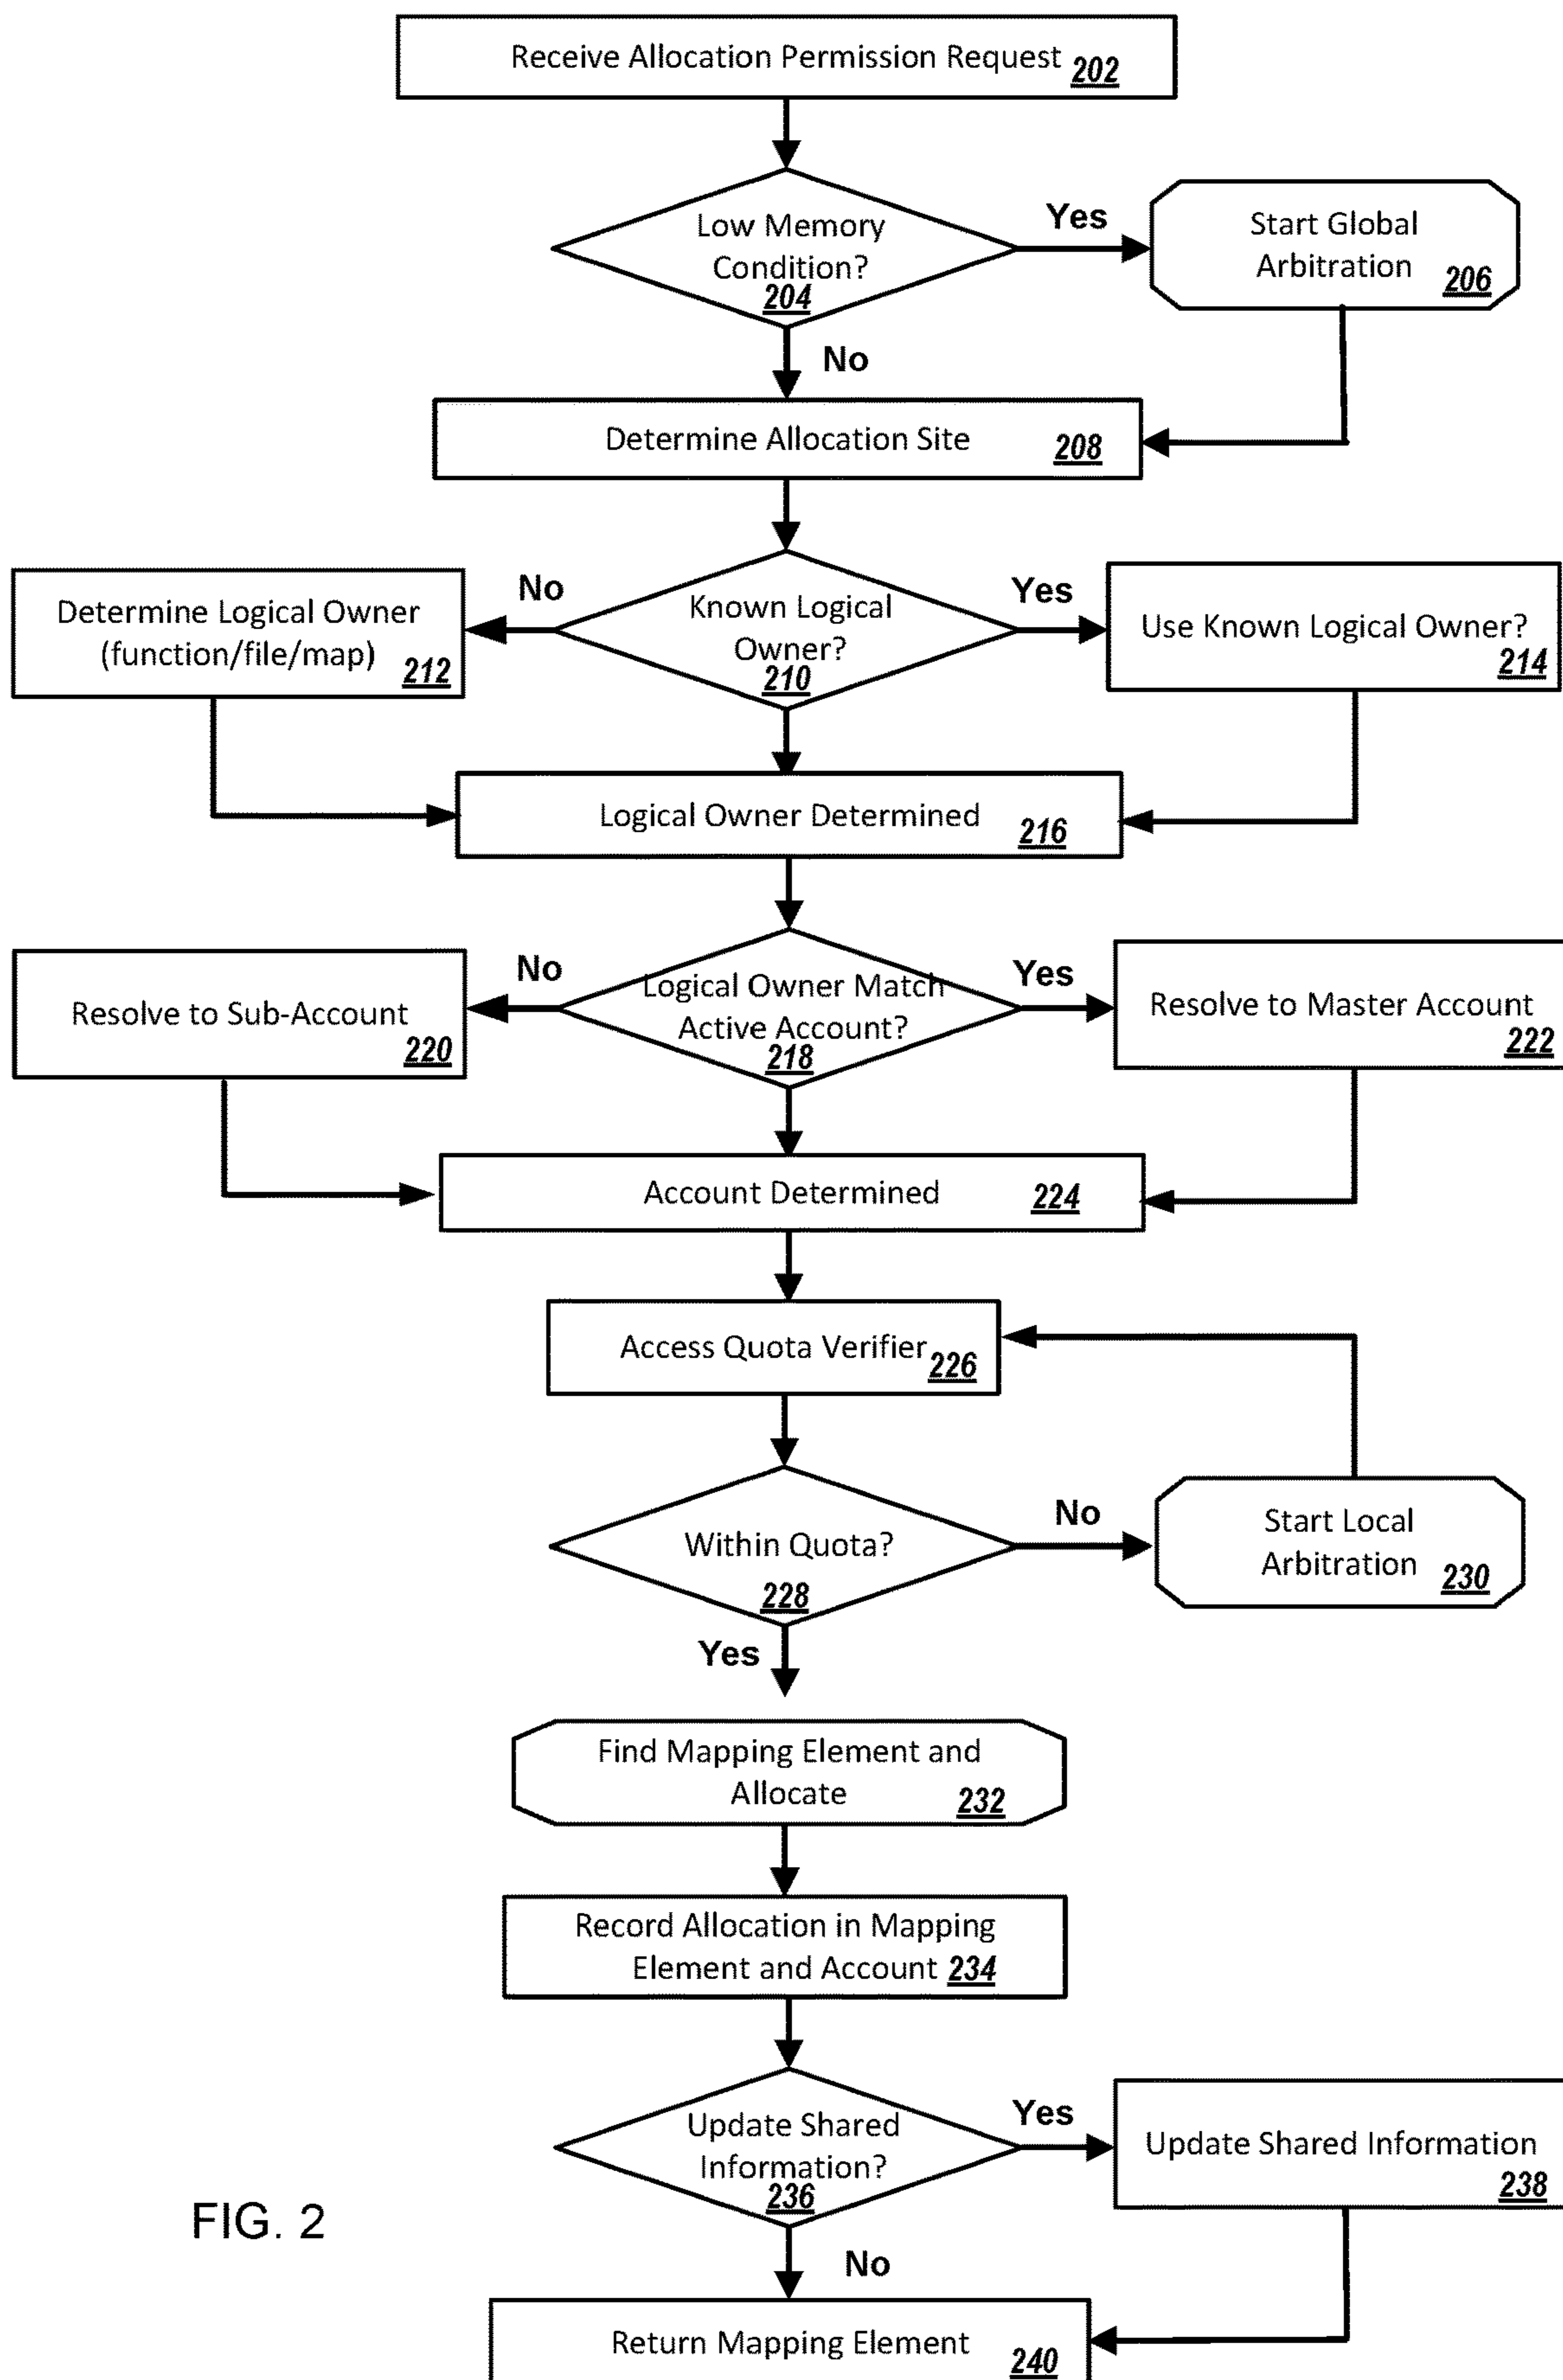 Receive Allocation Permission Request 202
Low Memory
Condition?
204
Yes
Start Global
Arbitration
206
No
Determine Allocation Site 208
No
Determine Logical Owner
(function/file/map)
212
Known Logical
Owner?
210
Yes
Use Known Logical Owner?
214
Logical Owner Determined 216
No
Resolve to Sub-Account
220
Logical Owner Match
Active Account?
218
Yes
Resolve to Master Account
222
Account Determined 224
Access Quota Verifier 226
Within Quota?
228
No
Start Local
Arbitration 230
Yes
Find Mapping Element and
Allocate 232
Record Allocation in Mapping
Element and Account 234
Update Shared
Information?
236
Yes
Update Shared Information
238
No
Return Mapping Element 240
FIG. 2